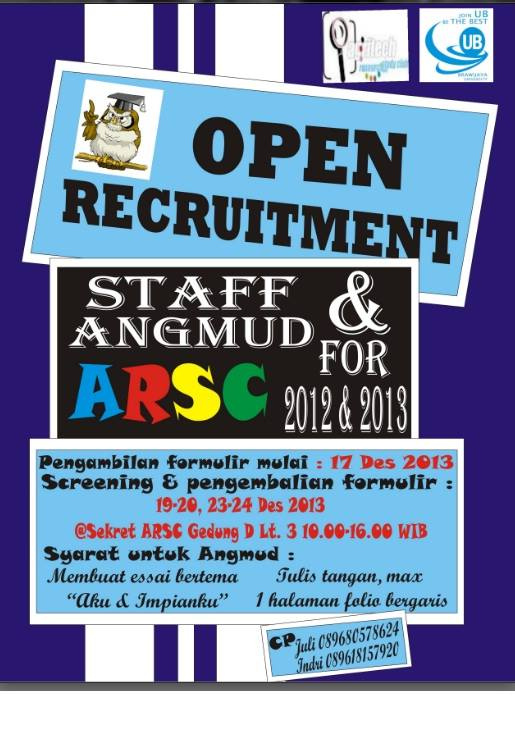 JOIN UB
BE THE BEST
UB
BRAWIJAYA
UNIVERSITY
OPEN
RECRUITMENT
STAFF &
ANGMUD FOR
ARSC 2012 & 2013
Pengambilan formulir mulai : 17 Des 2013
Screening & pengembalian formulir :
19-20, 23-24 Des 2013
@Sekret ARSC Gedung D Lt. 3 10.00-16.00 WIB
Syarat untuk Angmud :
Membuat essai bertema Tulis tangan, max
“Aku & Impianku” 1 halaman folio bergaris
CP Juli 089680578624
Indri 089618157920